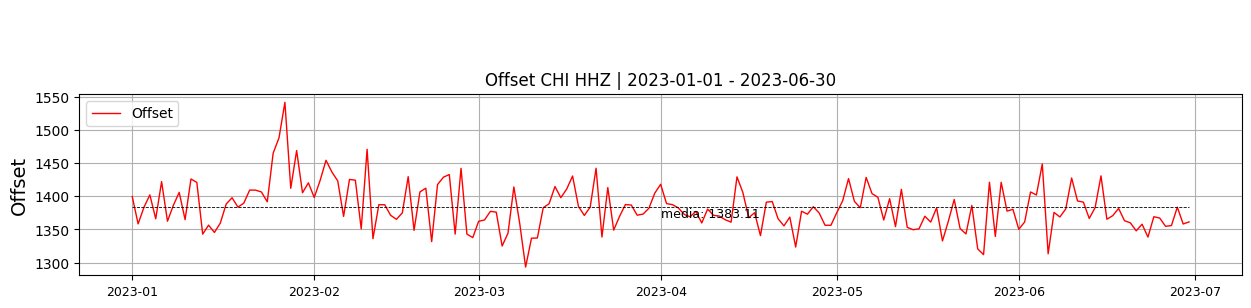 Offset CHI HHZ | 2023-01-01 - 2023-06-30
Offset
1550
1500
1450
1400
1350
1300
Offset
media: 1383.11
2023-01 2023-02 2023-03 2023-04 2023-05 2023-06 2023-07